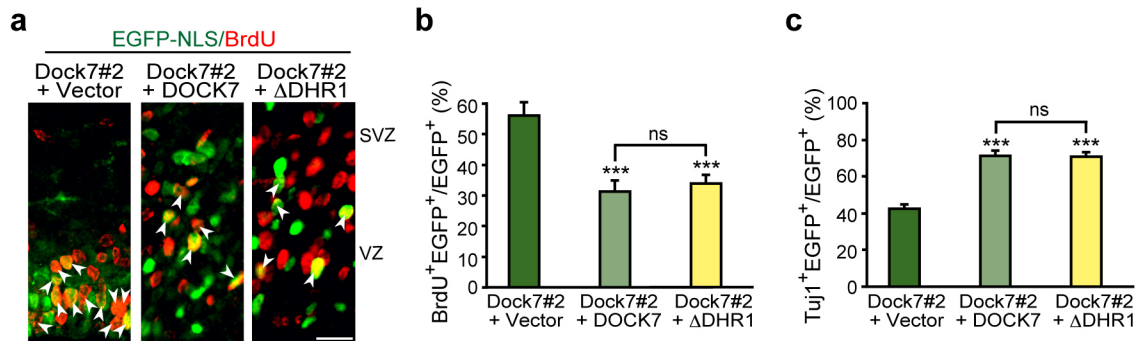 a
EGFP-NLS/BrdU
Dock7#2 + Vector
Dock7#2 + DOCK7
Dock7#2 + ΔDHR1
SVZ
VZ
b
BrdU⁺EGFP⁺/EGFP⁺ (%)
60
50
40
30
20
10
0
ns
***
***
Dock7#2 + Vector
Dock7#2 + DOCK7
Dock7#2 + ΔDHR1
c
Tuj1⁺EGFP⁺/EGFP⁺ (%)
100
80
60
40
20
0
ns
***
***
Dock7#2 + Vector
Dock7#2 + DOCK7
Dock7#2 + ΔDHR1